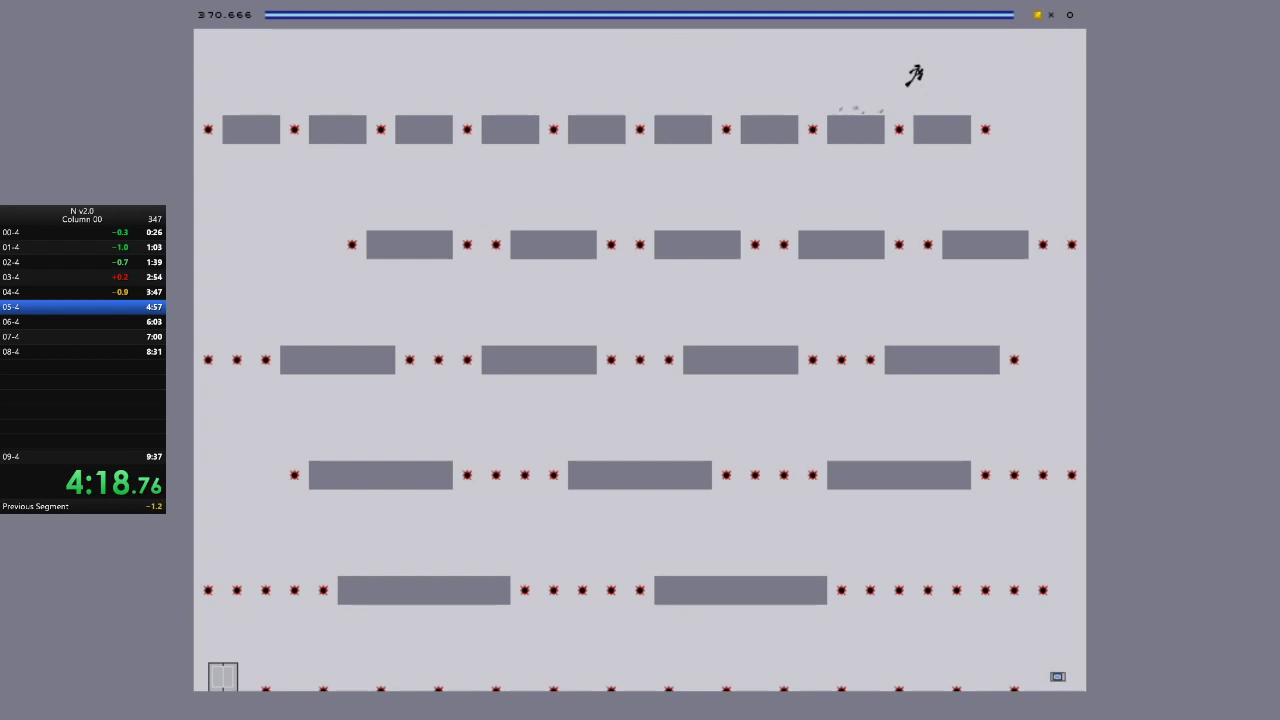 370.666
N v2.0
Column 00 347
00-4 −0.3 0:26
01-4 −1.0 1:03
02-4 −0.7 1:39
03-4 +0.2 2:54
04-4 −0.9 3:47
05-4 4:57
06-4 6:03
07-4 7:00
08-4 8:31
09-4 9:37
4:18.76
Previous Segment −1.2